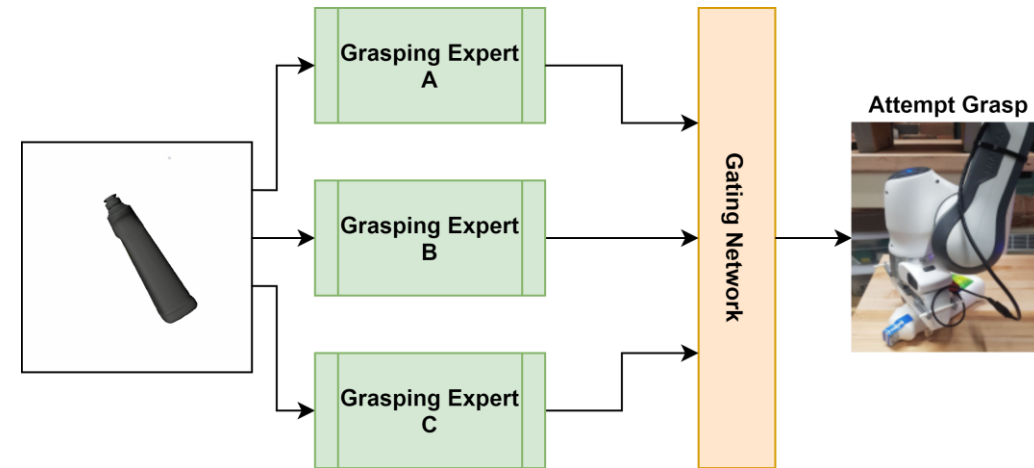 Grasping Expert
A
Grasping Expert
B
Grasping Expert
C
Gating Network
Attempt Grasp